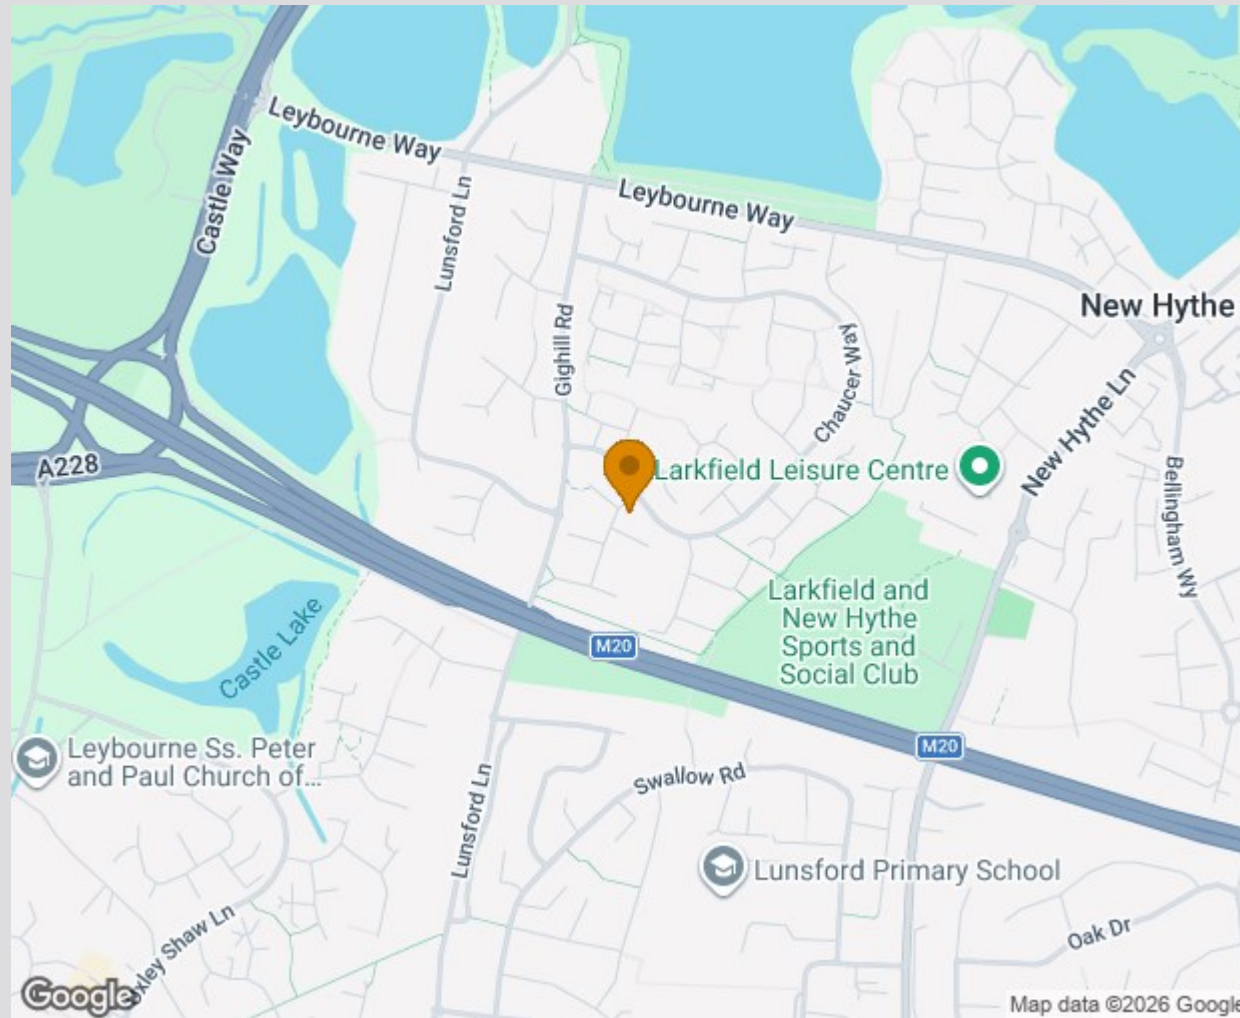 Leybourne Way
Castle Way
Lunsford Ln
Leybourne Way
New Hythe
Gighill Rd
Chaucer Way
New Hythe Ln
A228
Larkfield Leisure Centre
Bellingham Wy
Larkfield and
New Hythe
Sports and
Social Club
Castle Lake
M20
M20
Leybourne Ss. Peter
and Paul Church of...
Swallow Rd
Lunsford Ln
Lunsford Primary School
Oak Dr
Shaw Ln
Google
Map data ©2026 Google